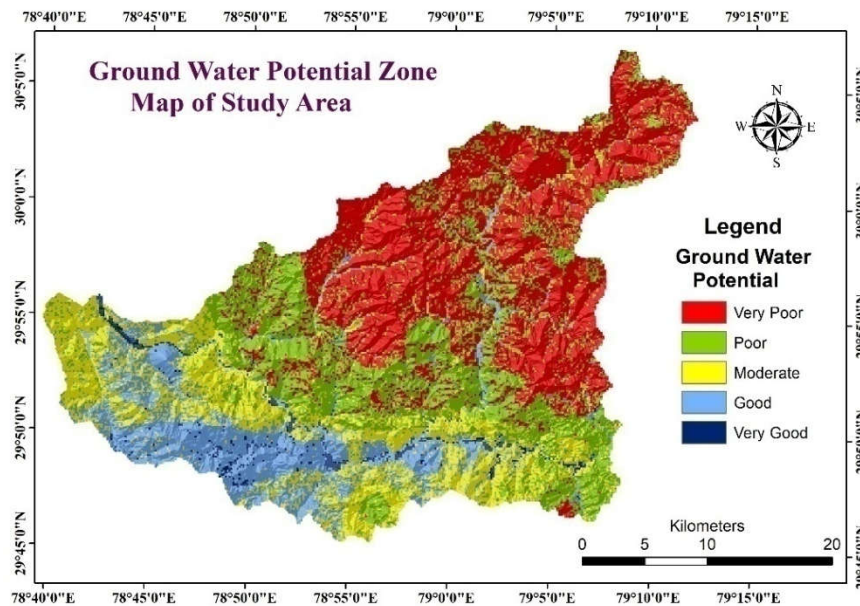 78°40'0"E 78°45'0"E 78°50'0"E 78°55'0"E 79°0'0"E 79°5'0"E 79°10'0"E 79°15'0"E
Ground Water Potential Zone
Map of Study Area
30°5'0"N
30°0'0"N
29°55'0"N
29°50'0"N
29°45'0"N
N
W E
S
Legend
Ground Water
Potential
Very Poor
Poor
Moderate
Good
Very Good
Kilometers
0 5 10 20
78°40'0"E 78°45'0"E 78°50'0"E 78°55'0"E 79°0'0"E 79°5'0"E 79°10'0"E